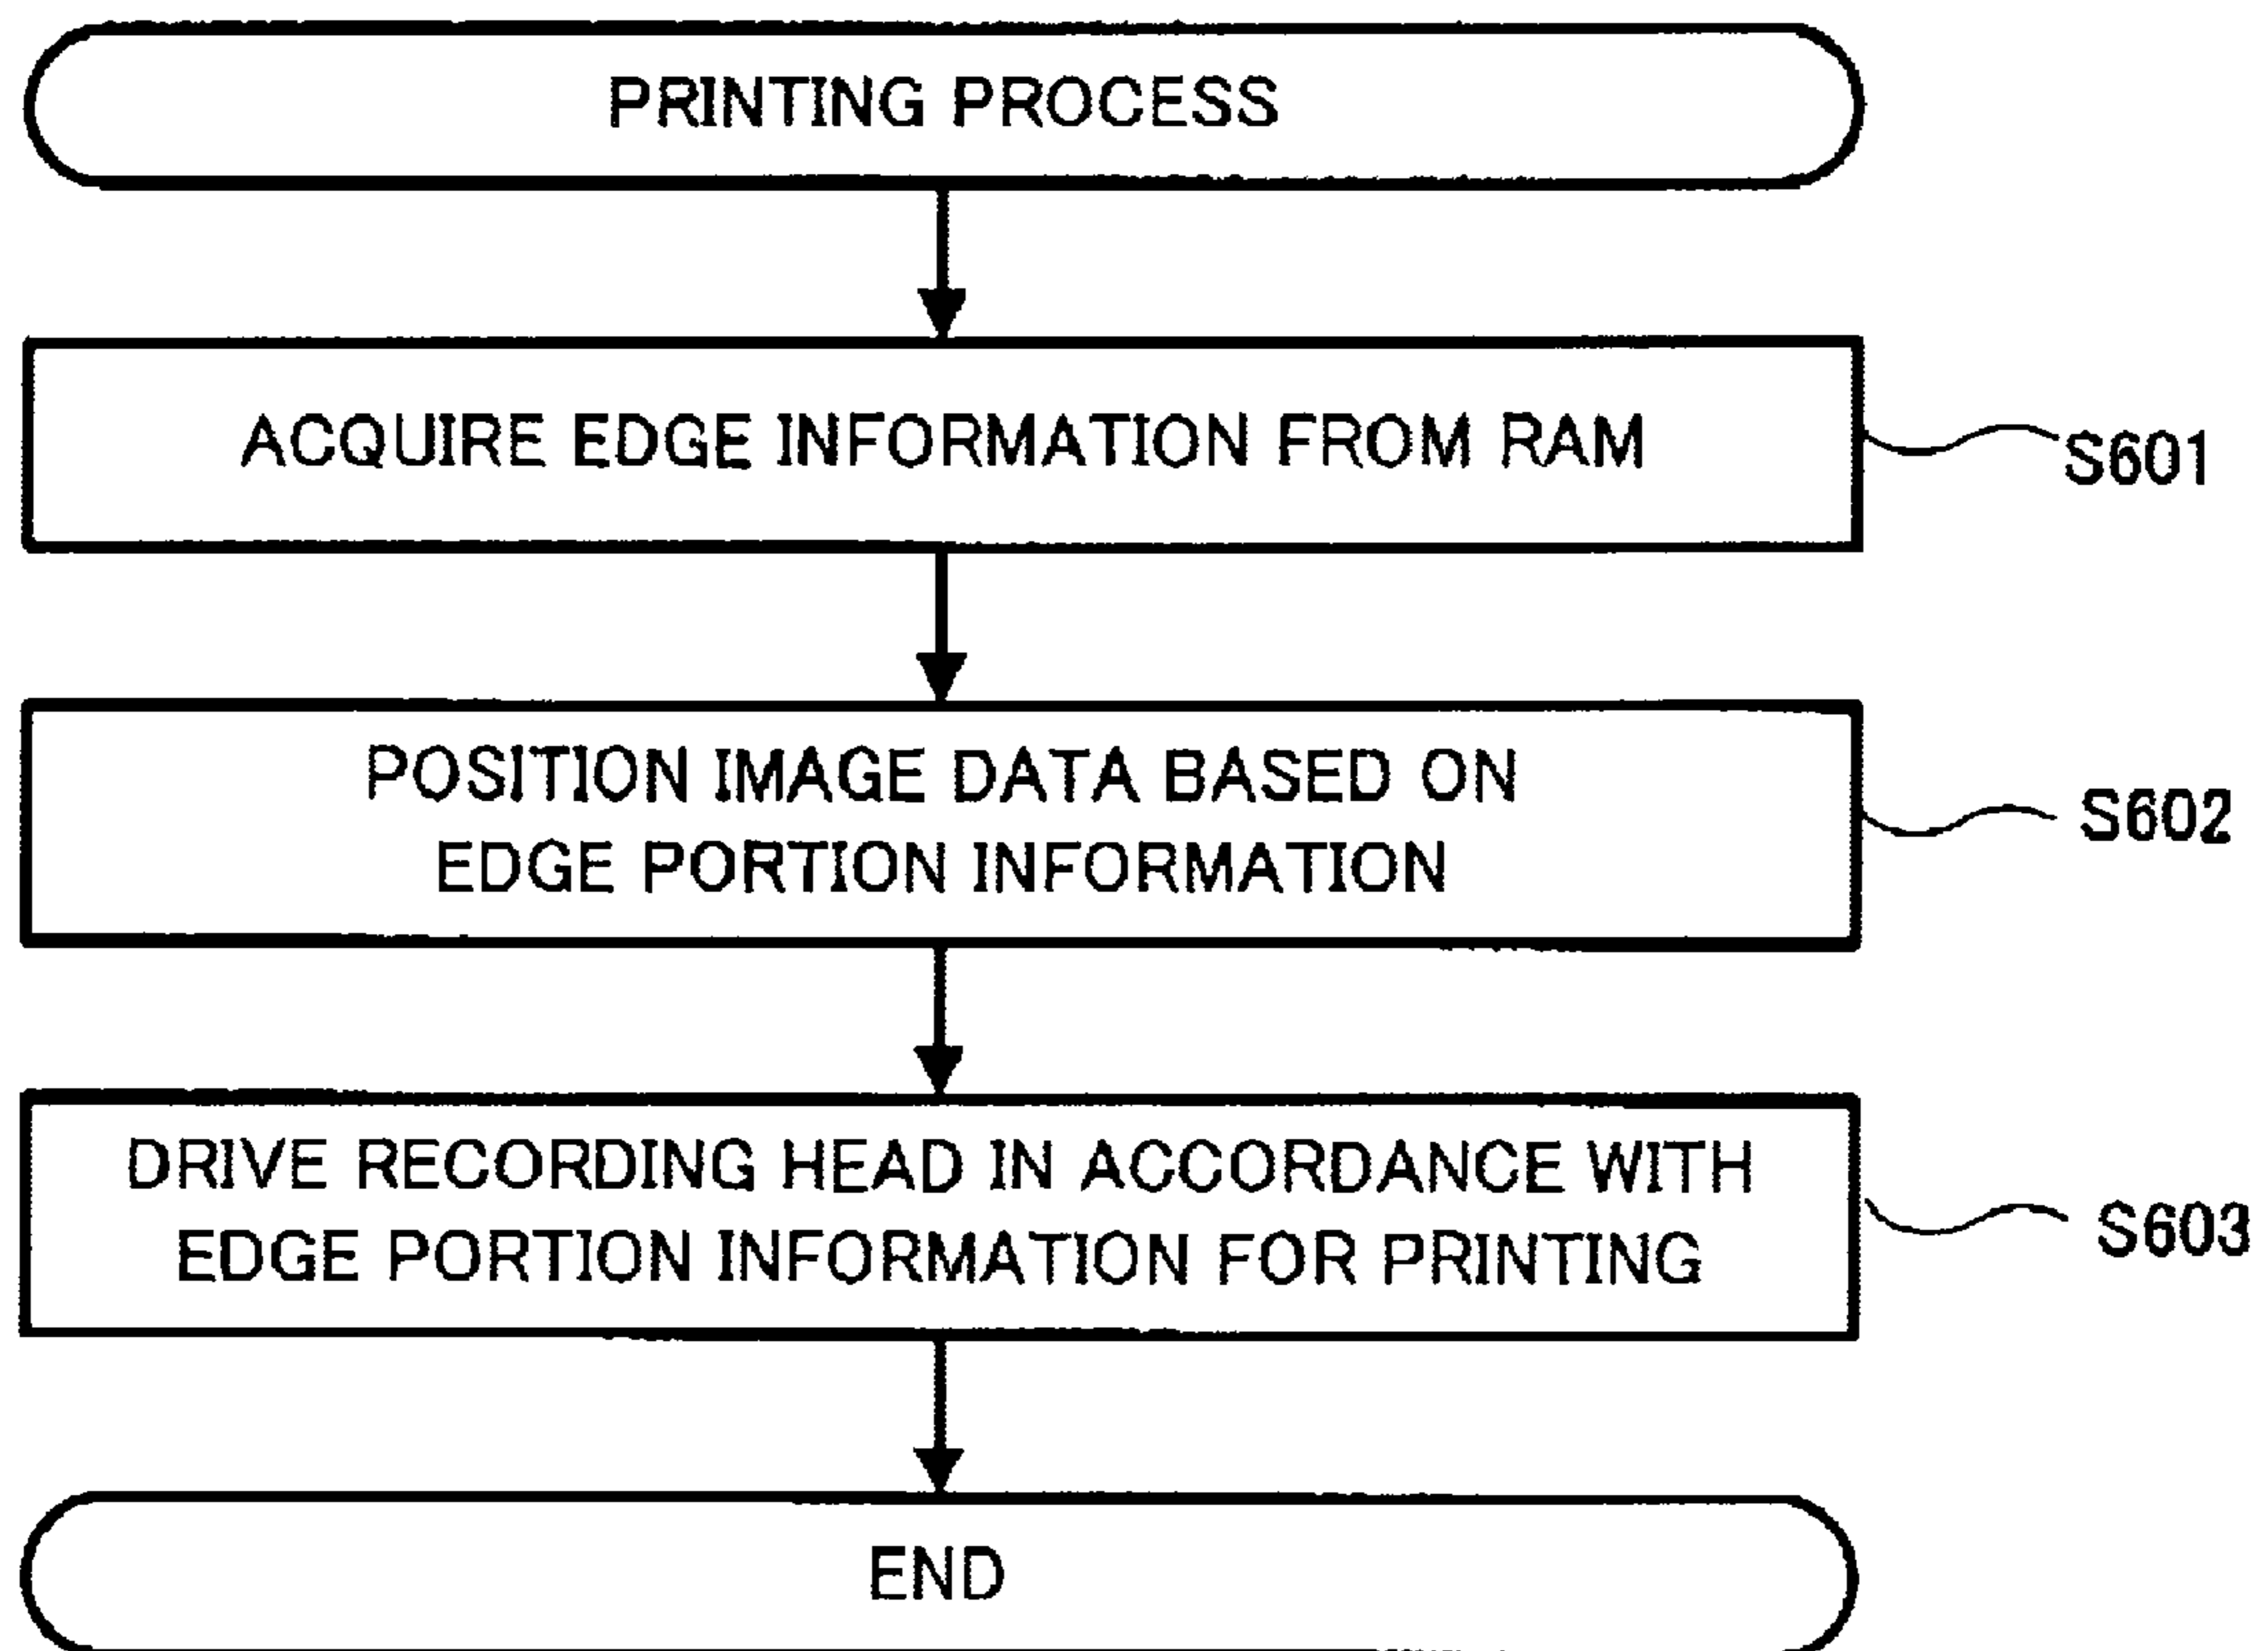 PRINTING PROCESS
ACQUIRE EDGE INFORMATION FROM RAM
S601
POSITION IMAGE DATA BASED ON
EDGE PORTION INFORMATION
S602
DRIVE RECORDING HEAD IN ACCORDANCE WITH
EDGE PORTION INFORMATION FOR PRINTING
S603
END